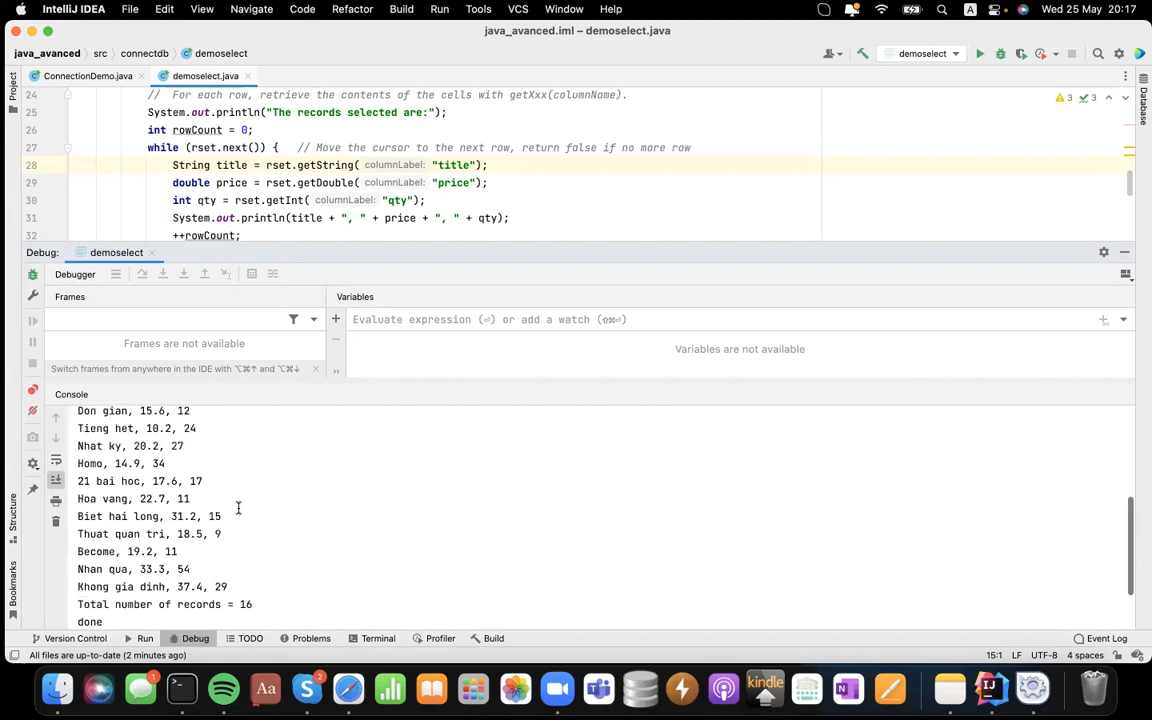 IntelliJ IDEA File Edit View Navigate Code Refactor Build Run Tools VCS Window Help A Wed 25 May 20:17
java_avanced.iml – demoselect.java
java_avanced src connectdb demoselect demoselect
ConnectionDemo.java demoselect.java
Project
Database
24 // For each row, retrieve the contents of the cells with getXxx(columnName).
3 3
25 System.out.println("The records selected are:");
26 int rowCount = 0;
27 while (rset.next()) { // Move the cursor to the next row, return false if no more row
28 String title = rset.getString( columnLabel: "title");
29 double price = rset.getDouble( columnLabel: "price");
30 int qty = rset.getInt( columnLabel: "qty");
31 System.out.println(title + ", " + price + ", " + qty);
32 ++rowCount;
Debug: demoselect
Debugger
Frames Variables
Evaluate expression (⏎) or add a watch (⇧⌘⏎)
Frames are not available
Variables are not available
Switch frames from anywhere in the IDE with ⌥⌘↑ and ⌥⌘↓
Console
Don gian, 15.6, 12
Tieng het, 10.2, 24
Nhat ky, 20.2, 27
Homo, 14.9, 34
21 bai hoc, 17.6, 17
Hoa vang, 22.7, 11
Biet hai long, 31.2, 15
Thuat quan tri, 18.5, 9
Become, 19.2, 11
Nhan qua, 33.3, 54
Khong gia dinh, 37.4, 29
Total number of records = 16
done
Structure
Bookmarks
Version Control Run Debug TODO Problems Terminal Profiler Build Event Log
All files are up-to-date (2 minutes ago) 15:1 LF UTF-8 4 spaces
1
2
Aa
kindle
N
IJ